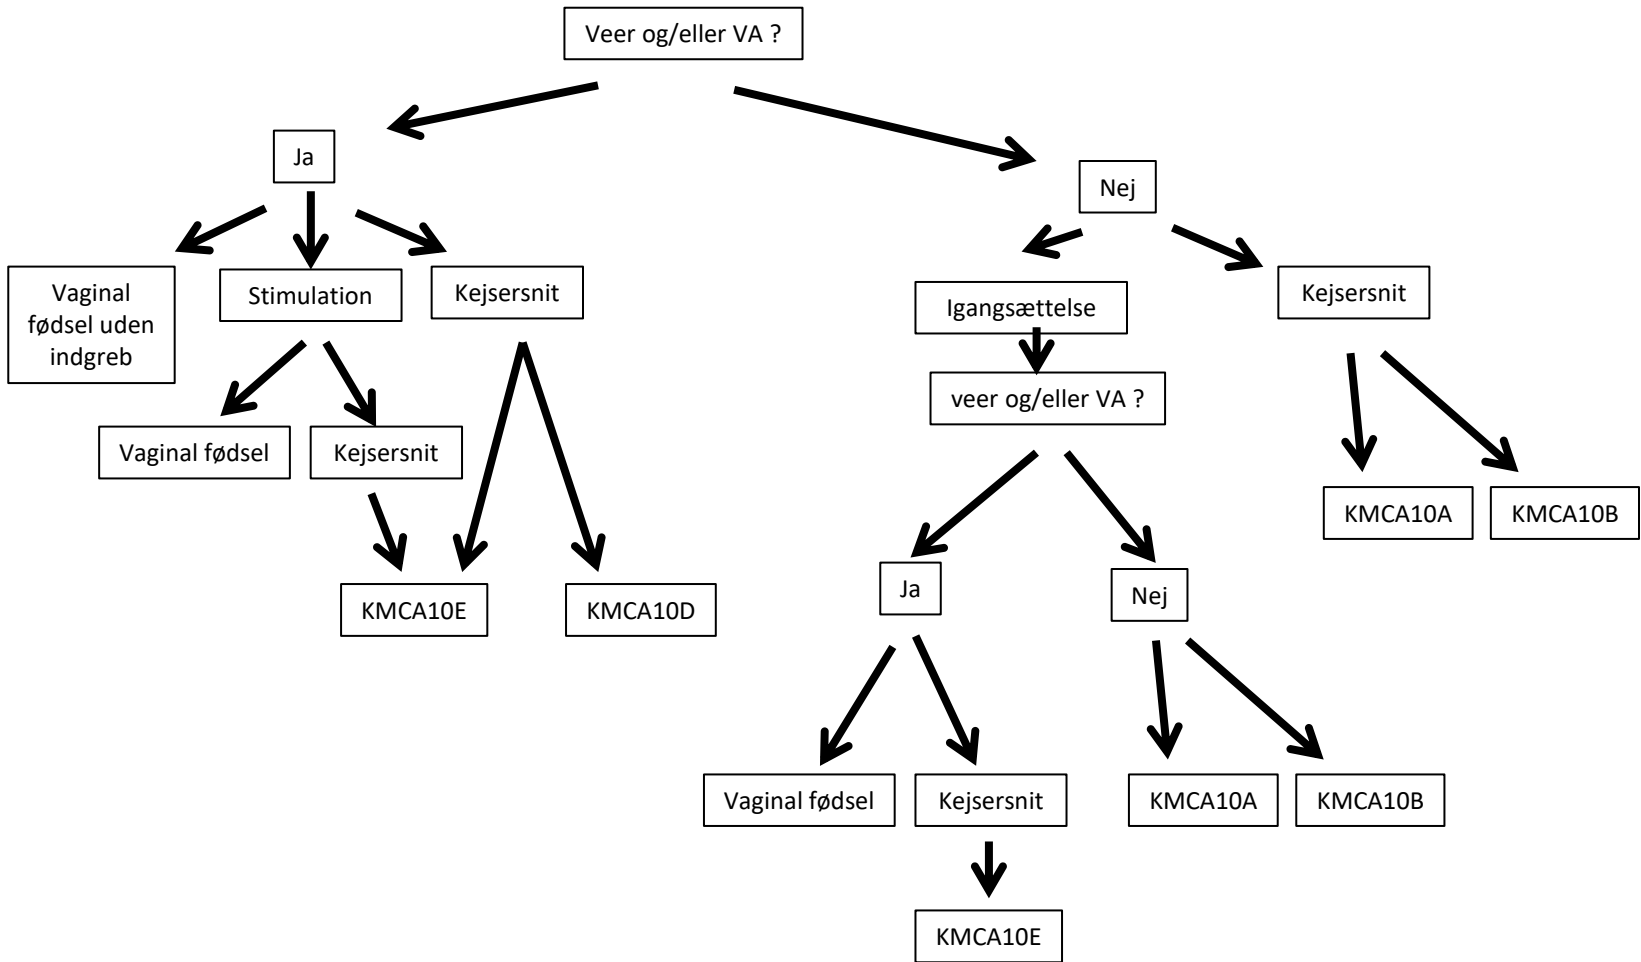 Veer og/eller VA ?
Ja
Nej
Vaginal
fødsel uden
indgreb
Stimulation
Kejsersnit
Igangsættelse
Kejsersnit
veer og/eller VA ?
Vaginal fødsel
Kejsersnit
KMCA10A
KMCA10B
KMCA10E
KMCA10D
Ja
Nej
Vaginal fødsel
Kejsersnit
KMCA10A
KMCA10B
KMCA10E